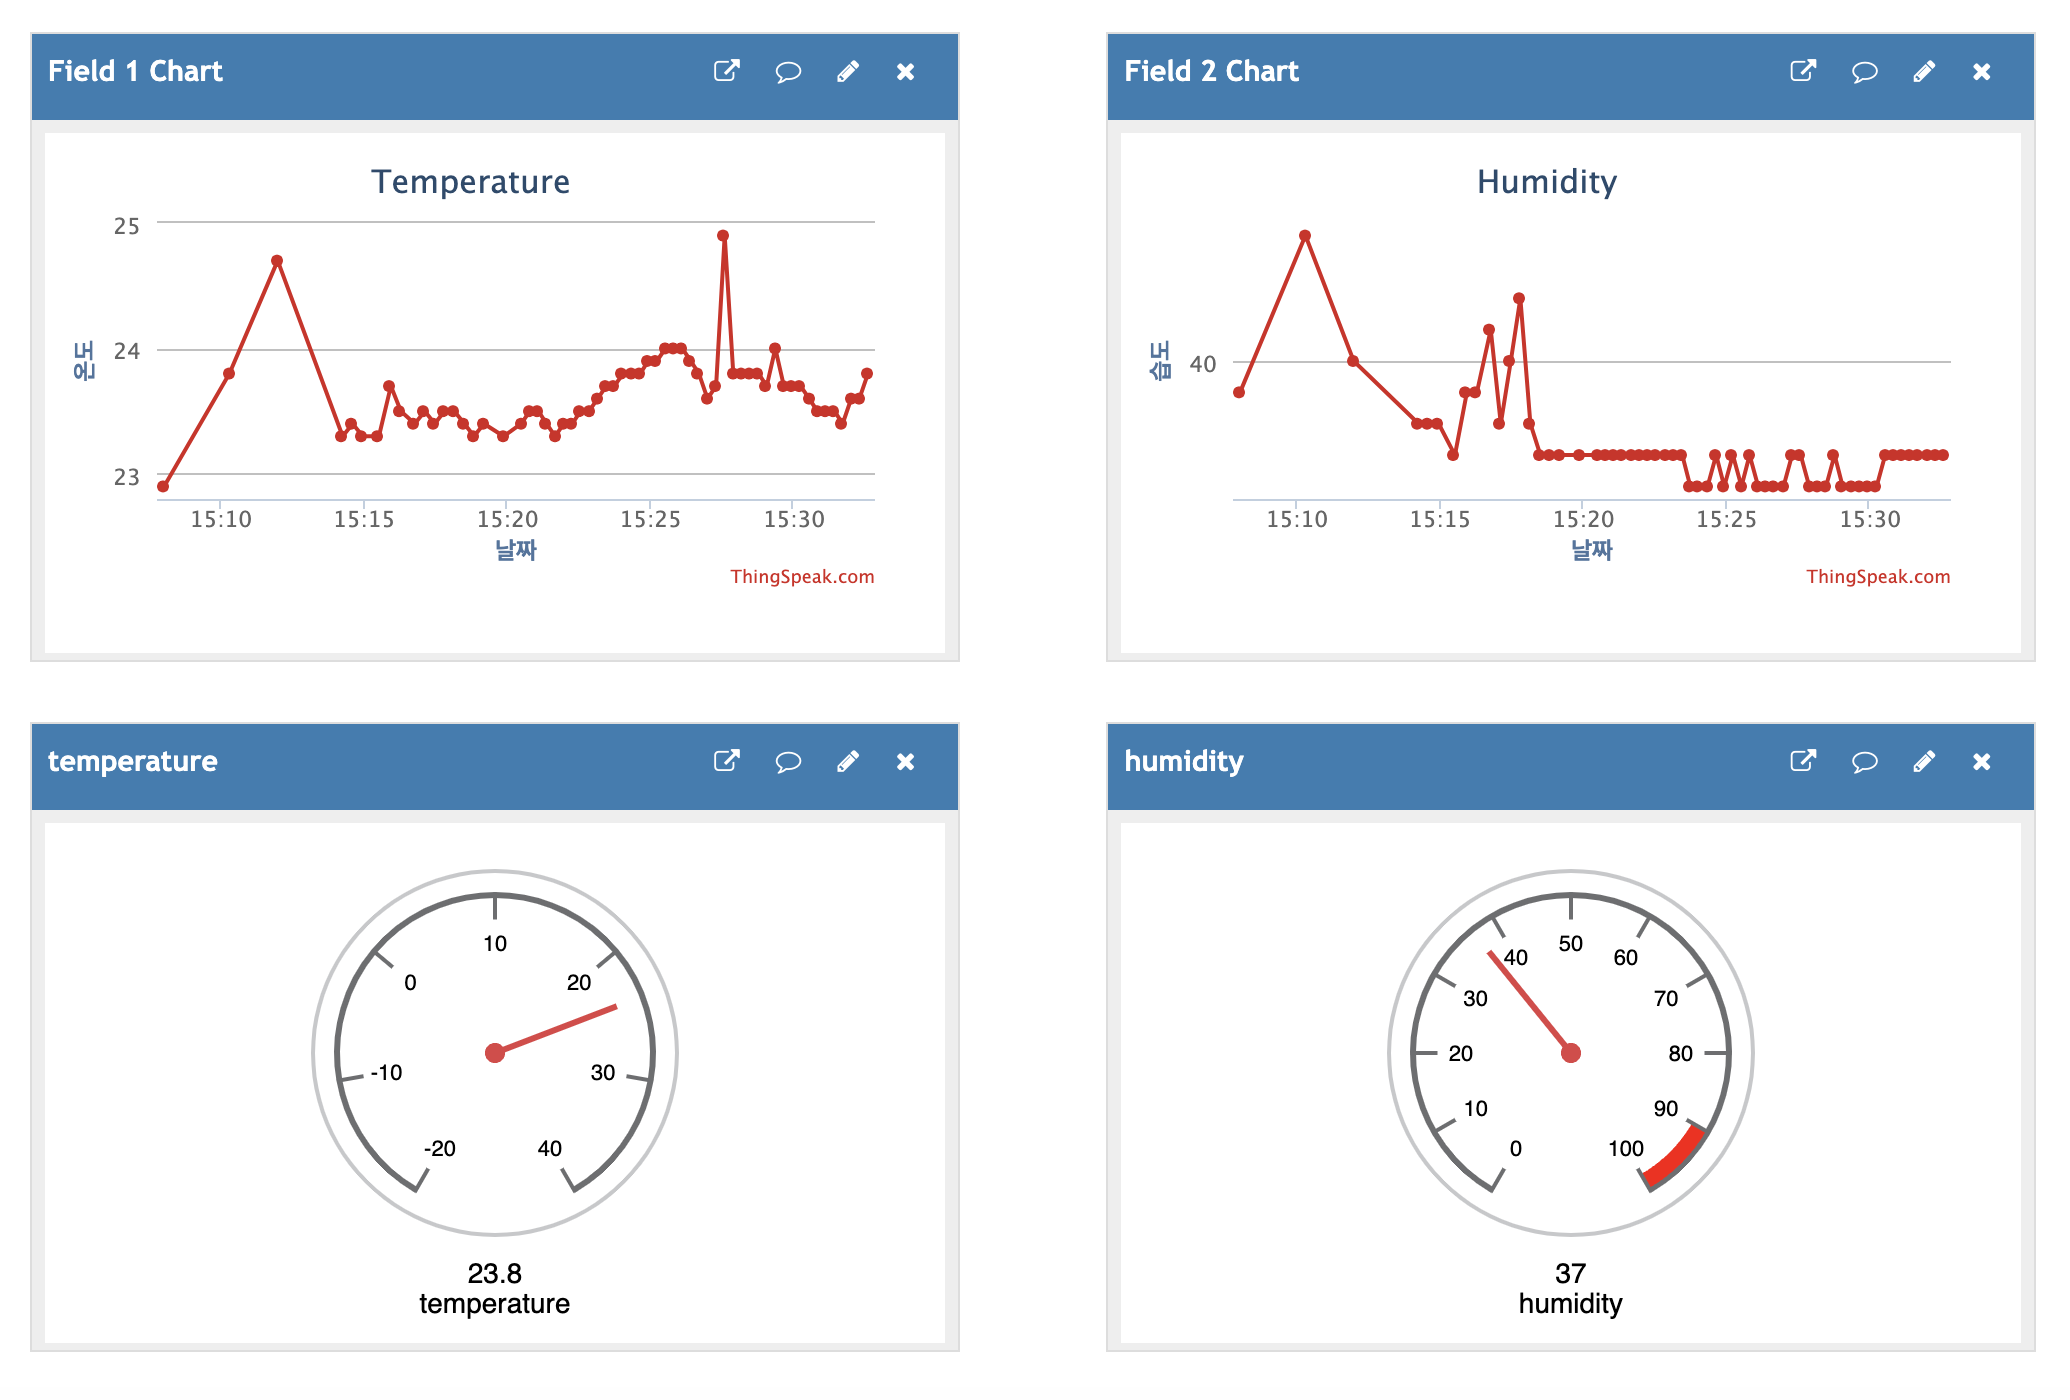 Field 1 Chart
Temperature
온도
25
24
23
15:10 15:15 15:20 15:25 15:30
날짜
ThingSpeak.com
Field 2 Chart
Humidity
습도
40
15:10 15:15 15:20 15:25 15:30
날짜
ThingSpeak.com
temperature
-20
-10
0
10
20
30
40
23.8
temperature
humidity
0
10
20
30
40
50
60
70
80
90
100
37
humidity